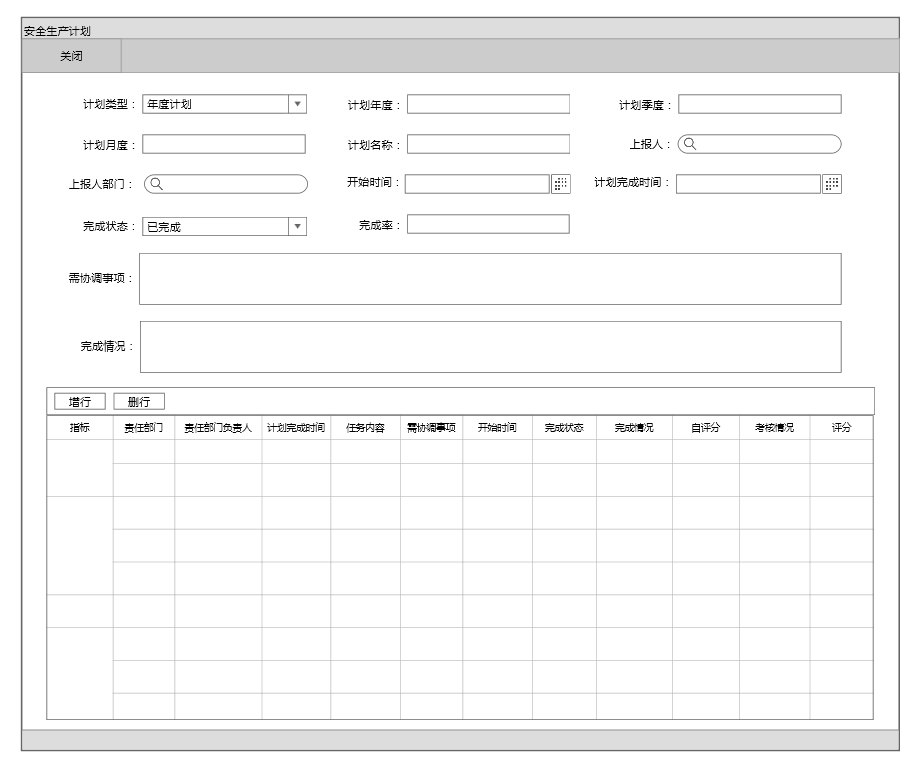 安全生产计划
关闭
计划类型： 年度计划 计划年度： 计划季度：
计划月度： 计划名称： 上报人：
上报人部门： 开始时间： 计划完成时间：
完成状态： 已完成 完成率：
需协调事项：
完成情况：
增行 删行
指标 责任部门 责任部门负责人 计划完成时间 任务内容 需协调事项 开始时间 完成状态 完成情况 自评分 考核情况 评分